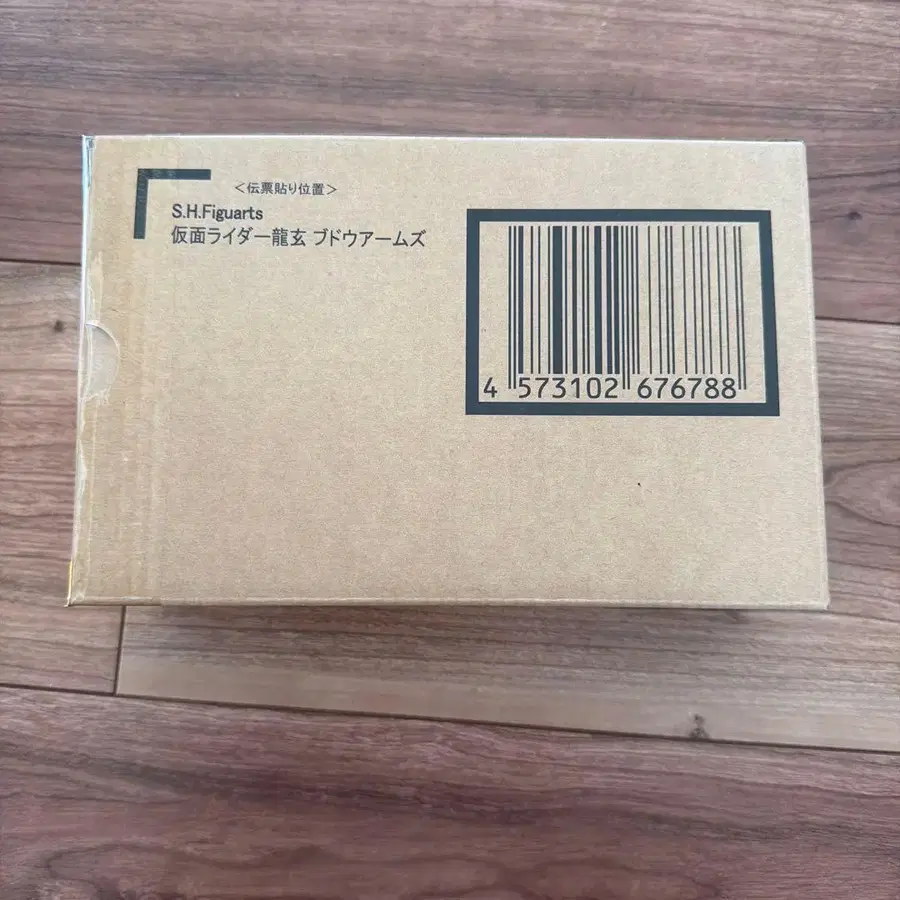 ＜伝票貼り位置＞
S.H.Figuarts
仮面ライダー龍玄 ブドウアームズ
4 573102 676788